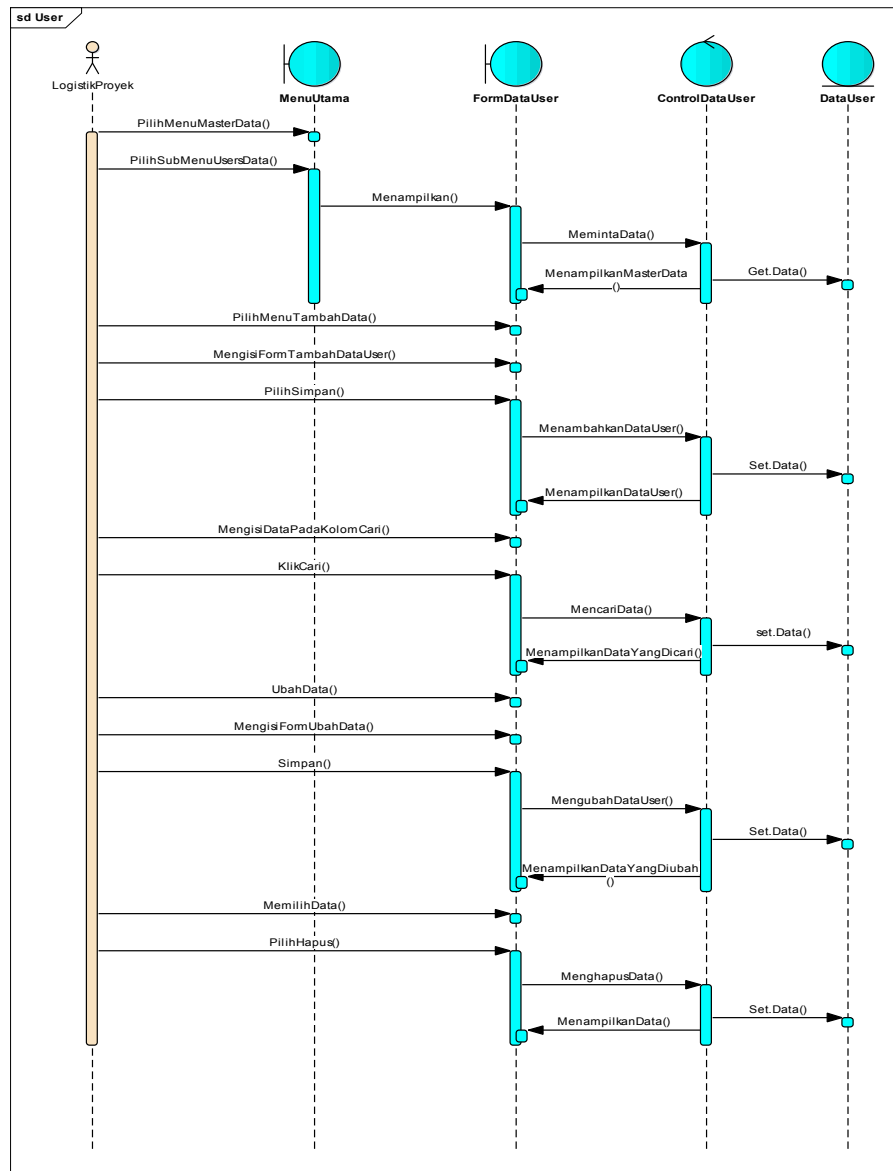 sd User
LogistikProyek
MenuUtama
FormDataUser
ControlDataUser
DataUser
PilihMenuMasterData()
PilihSubMenuUsersData()
Menampilkan()
MemintaData()
Get.Data()
MenampilkanMasterData
()
PilihMenuTambahData()
MengisiFormTambahDataUser()
PilihSimpan()
MenambahkanDataUser()
Set.Data()
MenampilkanDataUser()
MengisiDataPadaKolomCari()
KlikCari()
MencariData()
set.Data()
MenampilkanDataYangDicari()
UbahData()
MengisiFormUbahData()
Simpan()
MengubahDataUser()
Set.Data()
MenampilkanDataYangDiubah
()
MemilihData()
PilihHapus()
MenghapusData()
Set.Data()
MenampilkanData()